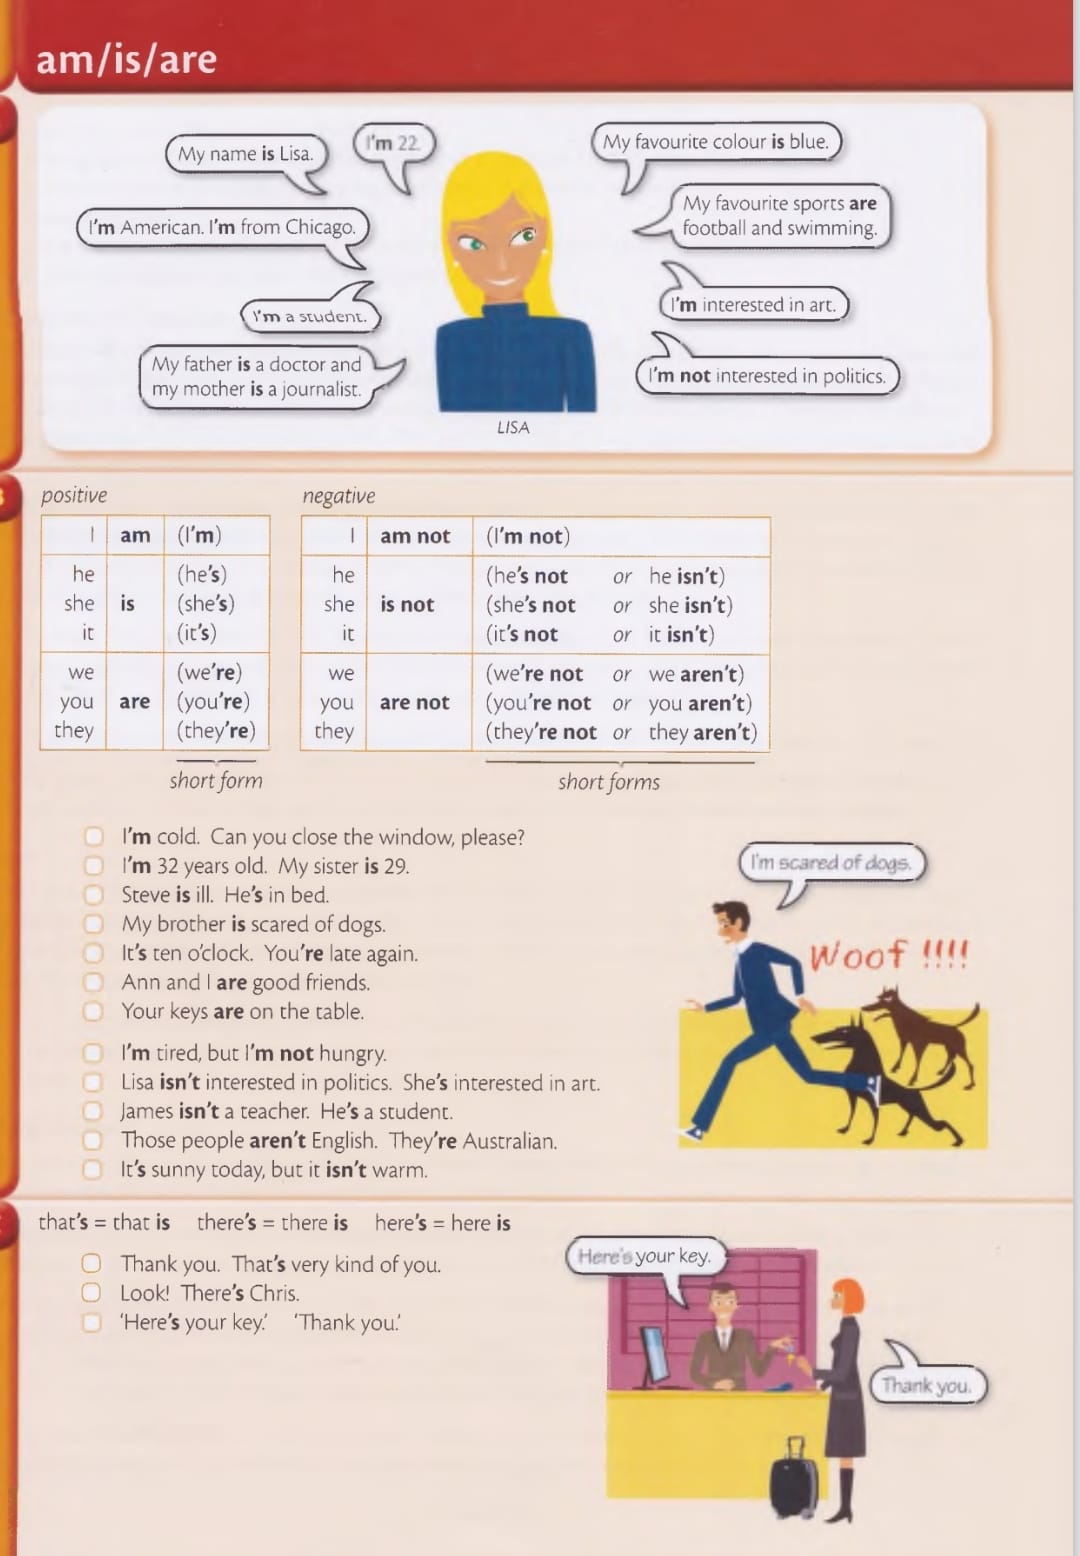 am/is/are
My name is Lisa.
I'm 22.
My favourite colour is blue.
I'm American. I'm from Chicago.
My favourite sports are
football and swimming.
I'm a student.
I'm interested in art.
My father is a doctor and
my mother is a journalist.
I'm not interested in politics.
LISA
positive
I am (I'm)
he (he's)
she is (she's)
it (it's)
we (we're)
you are (you're)
they (they're)
short form
negative
I am not (I'm not)
he (he's not or he isn't)
she is not (she's not or she isn't)
it (it's not or it isn't)
we (we're not or we aren't)
you are not (you're not or you aren't)
they (they're not or they aren't)
short forms
I'm cold. Can you close the window, please?
I'm 32 years old. My sister is 29.
Steve is ill. He's in bed.
My brother is scared of dogs.
It's ten o'clock. You're late again.
Ann and I are good friends.
Your keys are on the table.
I'm tired, but I'm not hungry.
Lisa isn't interested in politics. She's interested in art.
James isn't a teacher. He's a student.
Those people aren't English. They're Australian.
It's sunny today, but it isn't warm.
I'm scared of dogs.
Woof !!!!
that's = that is there's = there is here's = here is
Thank you. That's very kind of you.
Look! There's Chris.
'Here's your key.' 'Thank you.'
Here's your key.
Thank you.